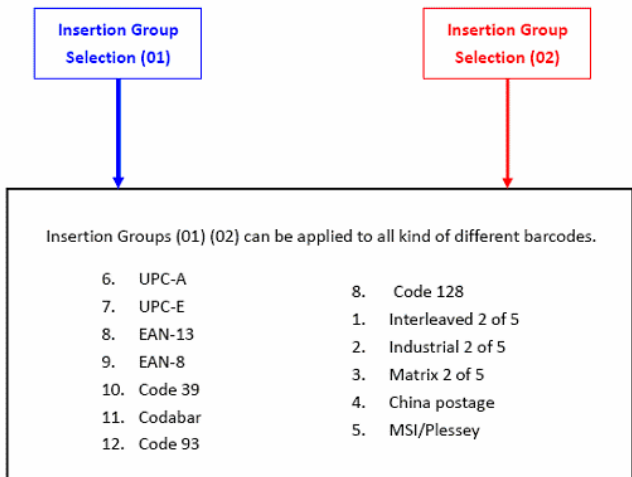 Insertion Group
Selection (01)
Insertion Group
Selection (02)
Insertion Groups (01) (02) can be applied to all kind of different barcodes.
6. UPC-A
7. UPC-E
8. EAN-13
9. EAN-8
10. Code 39
11. Codabar
12. Code 93
8. Code 128
1. Interleaved 2 of 5
2. Industrial 2 of 5
3. Matrix 2 of 5
4. China postage
5. MSI/Plessey